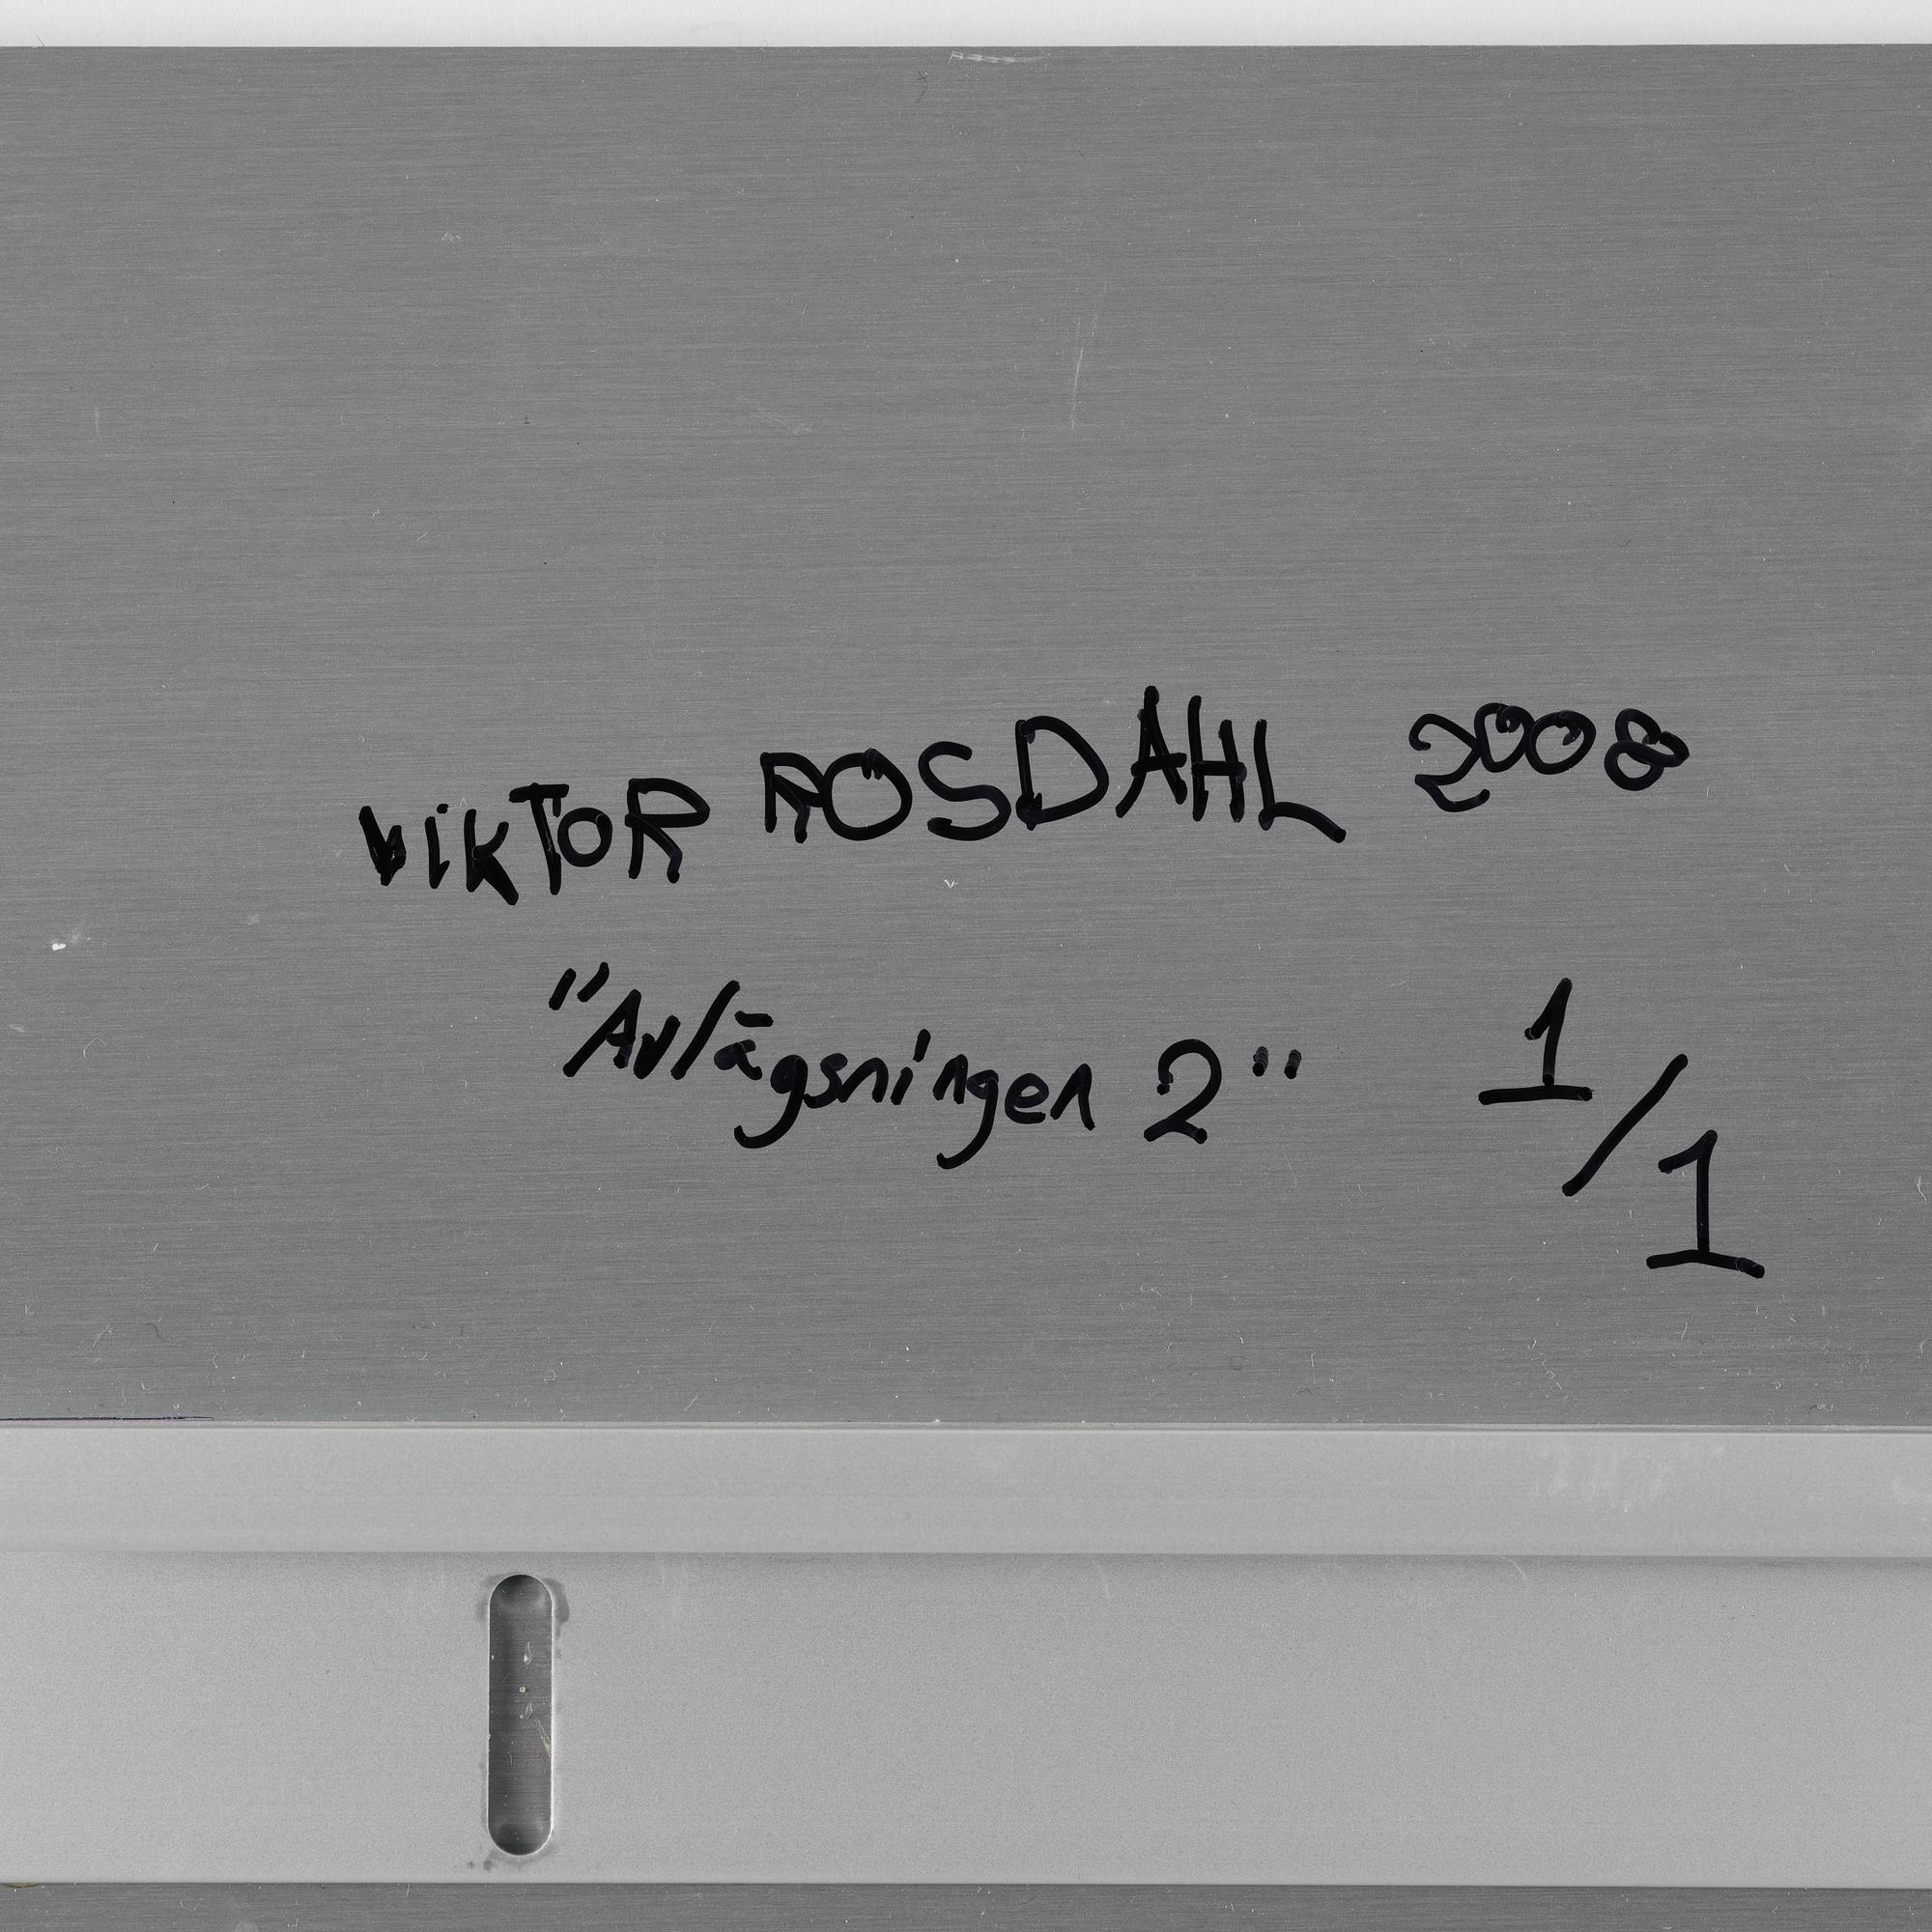 VIKTOR ROSDAHL 2008
"Avlägsningen 2" 1/1